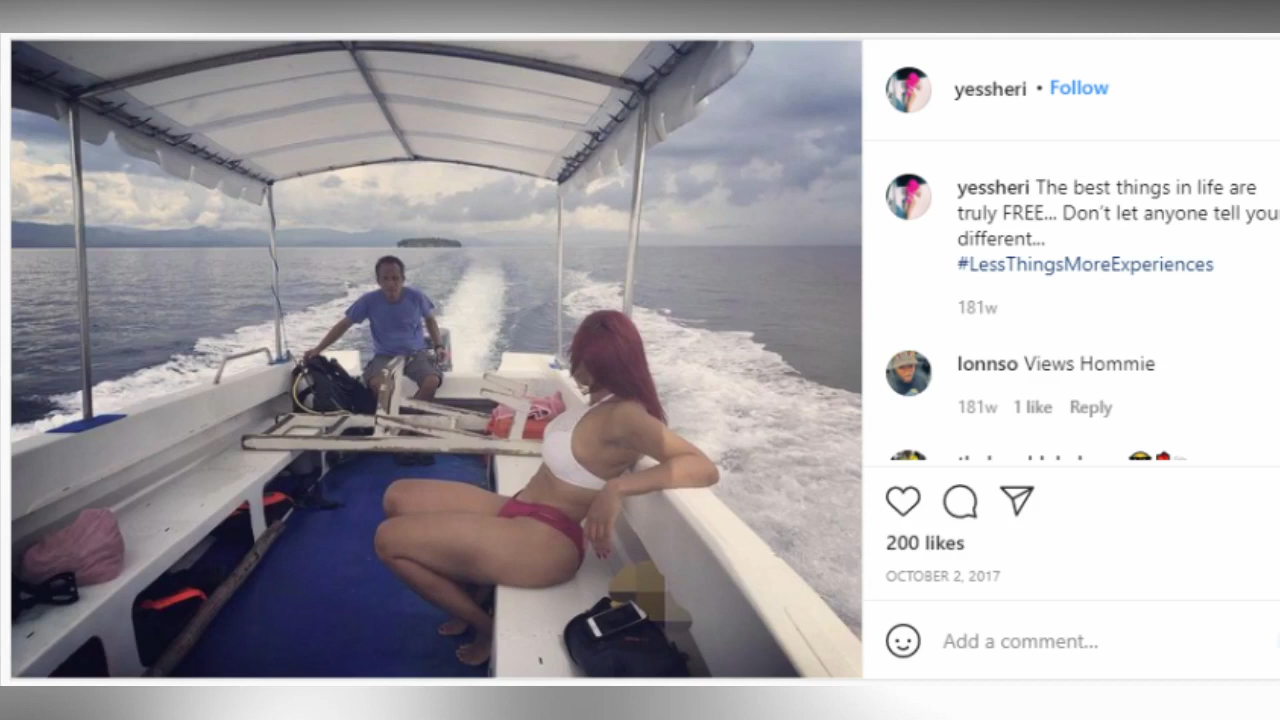 yessheri • Follow
yessheri The best things in life are
truly FREE... Don't let anyone tell you
different...
#LessThingsMoreExperiences
181w
lonnso Views Hommie
181w 1 like Reply
200 likes
OCTOBER 2, 2017
Add a comment...